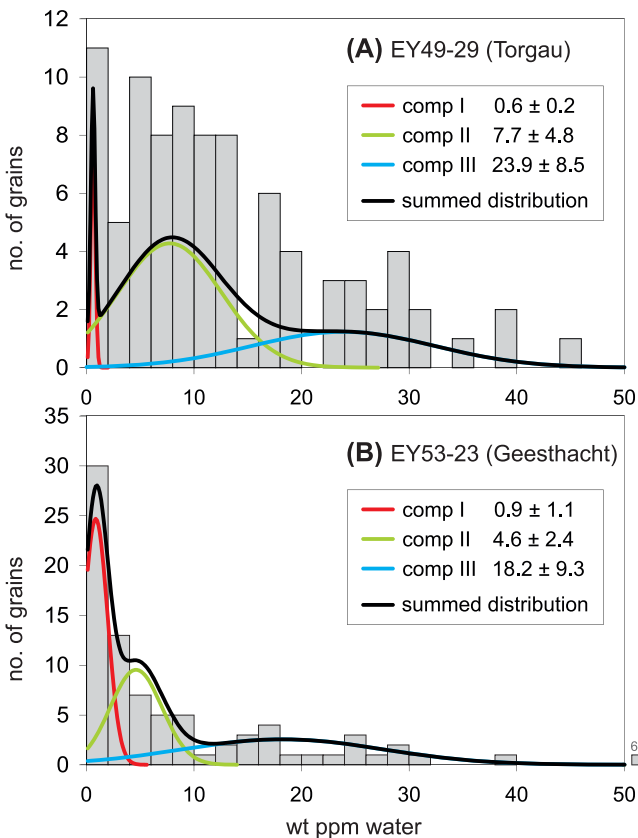 12
10
8
6
4
2
0
no. of grains
(A) EY49-29 (Torgau)
comp I 0.6 ± 0.2
comp II 7.7 ± 4.8
comp III 23.9 ± 8.5
summed distribution
0 10 20 30 40 50
35
30
25
20
15
10
5
0
no. of grains
(B) EY53-23 (Geesthacht)
comp I 0.9 ± 1.1
comp II 4.6 ± 2.4
comp III 18.2 ± 9.3
summed distribution
6
0 10 20 30 40 50
wt ppm water